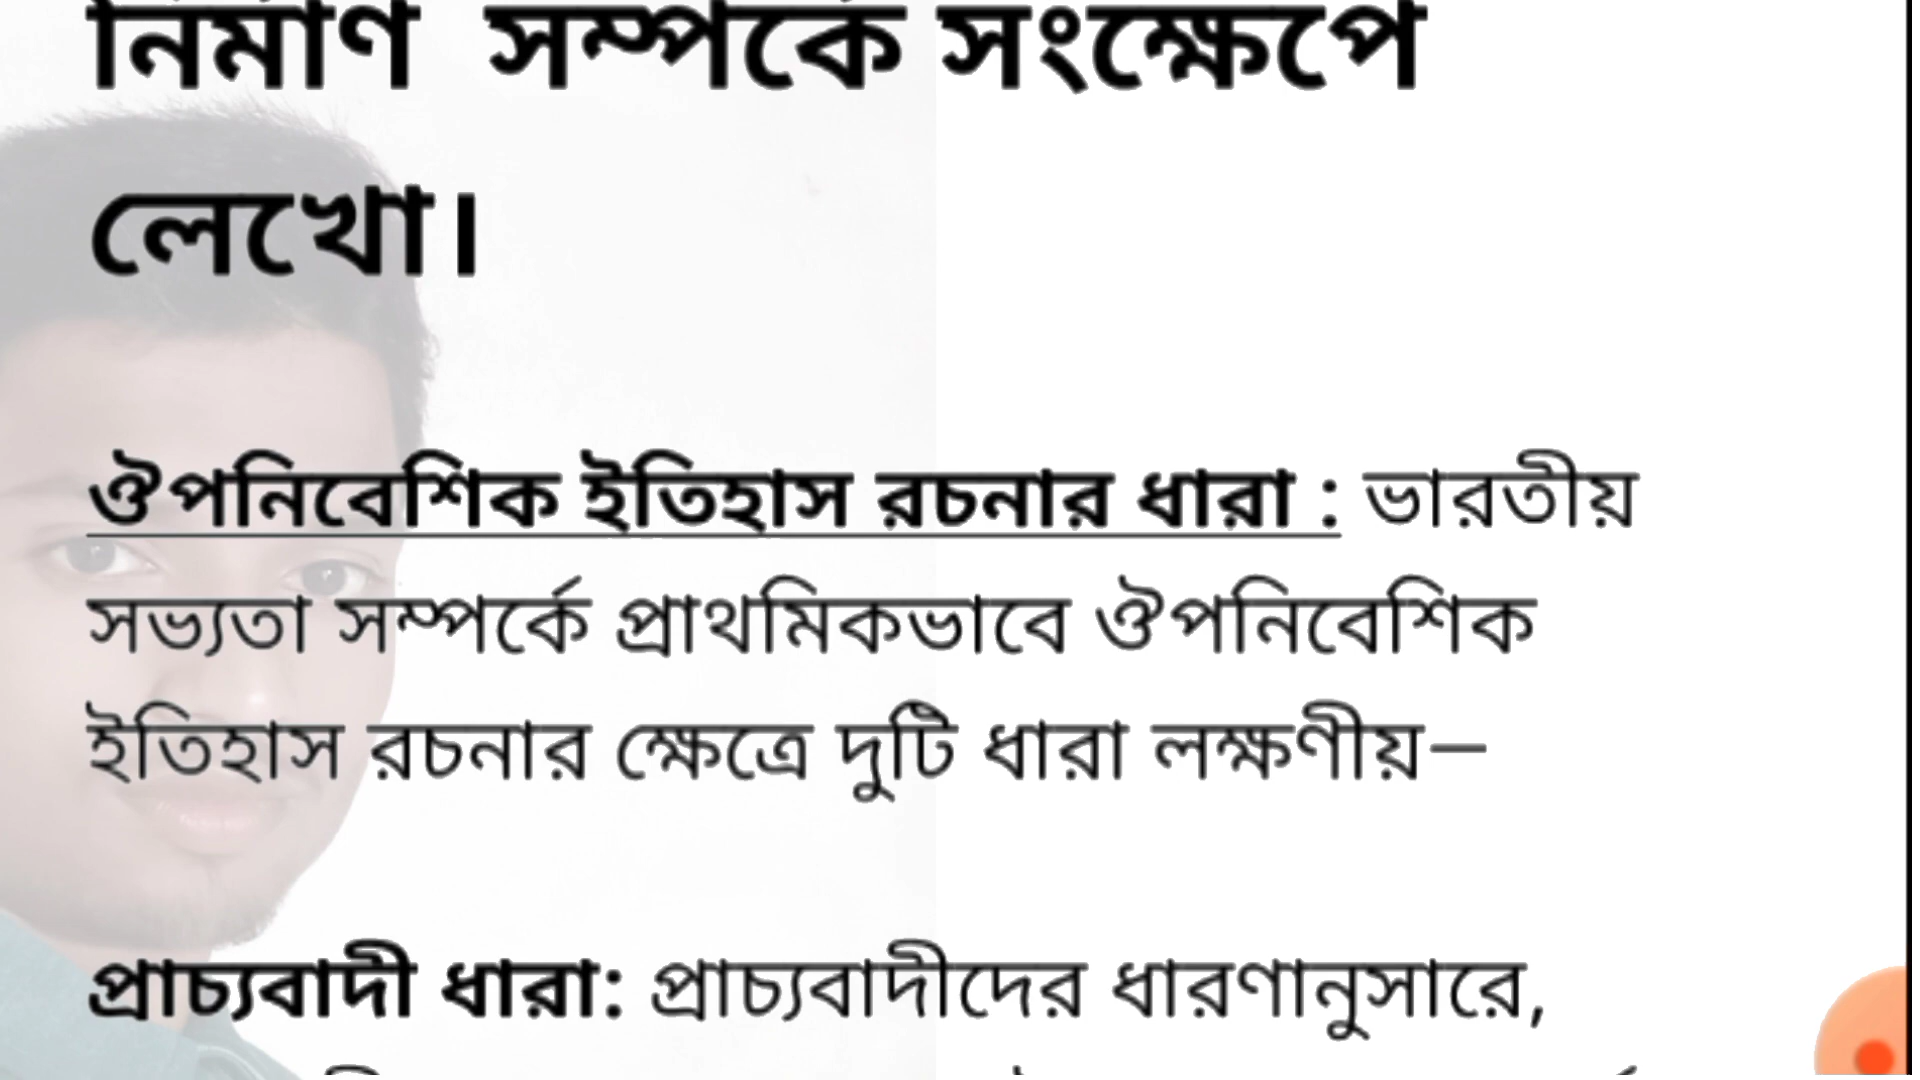 নির্মাণ সম্পর্কে সংক্ষেপে
লেখো।
ঔপনিবেশিক ইতিহাস রচনার ধারা : ভারতীয়
সভ্যতা সম্পর্কে প্রাথমিকভাবে ঔপনিবেশিক
ইতিহাস রচনার ক্ষেত্রে দুটি ধারা লক্ষণীয়—
প্রাচ্যবাদী ধারা: প্রাচ্যবাদীদের ধারণানুসারে,